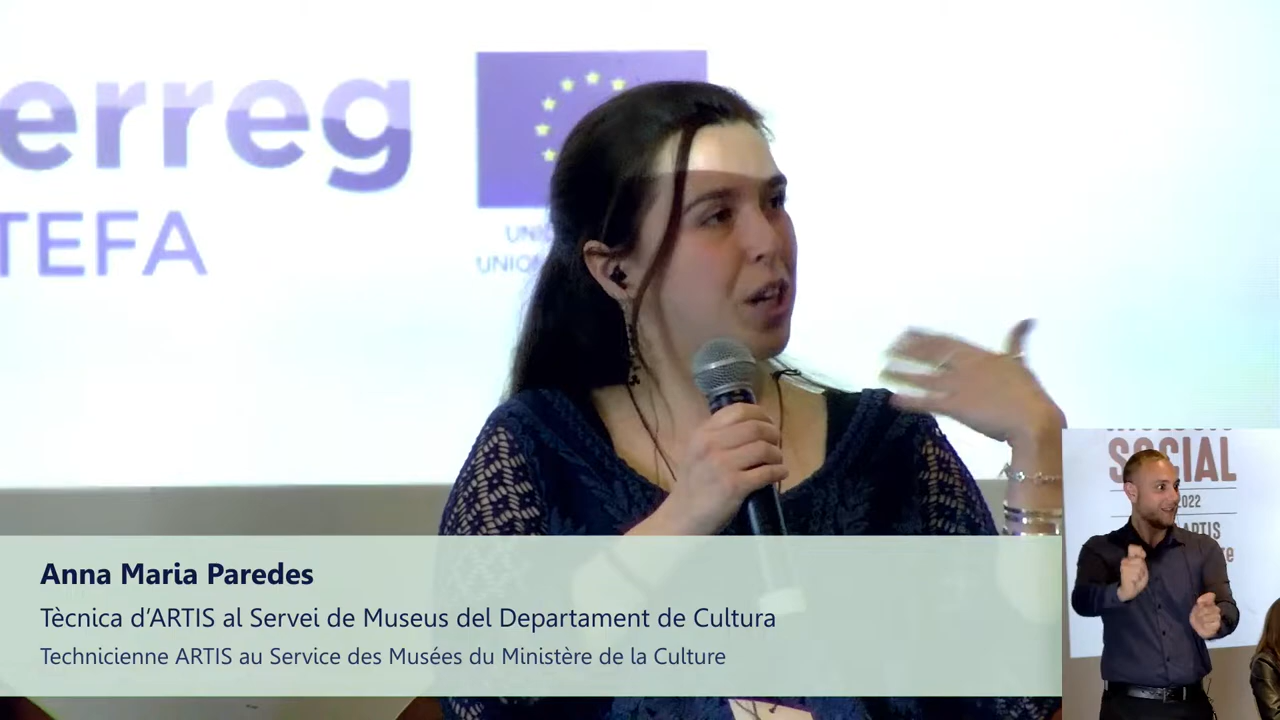 erreg
TEFA
UNIO
Anna Maria Paredes
Tècnica d'ARTIS al Servei de Museus del Departament de Cultura
Technicienne ARTIS au Service des Musées du Ministère de la Culture
SOCIAL
2022
ARTIS